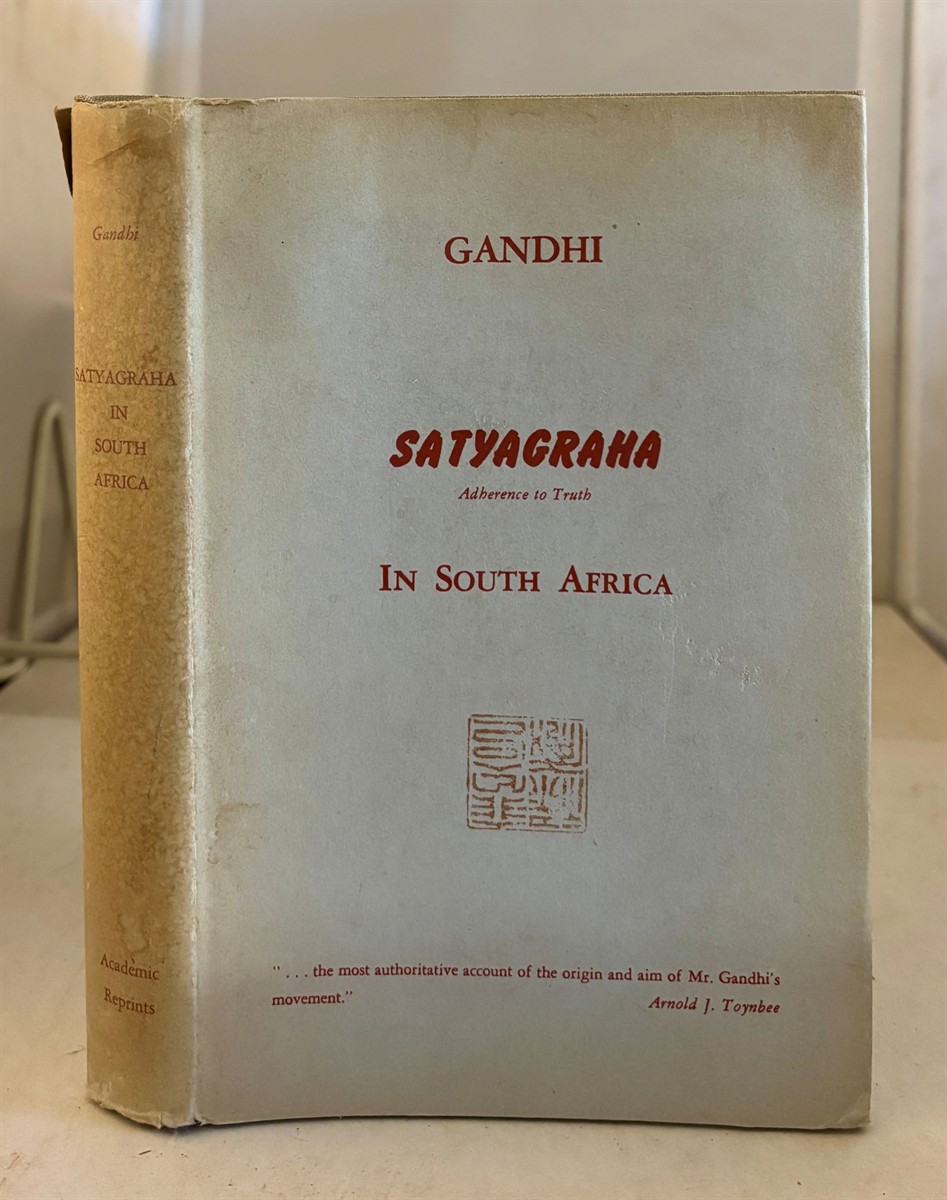 Gandhi
SATYAGRAHA
IN
SOUTH
AFRICA
Academic
Reprints
GANDHI
SATYAGRAHA
Adherence to Truth
IN SOUTH AFRICA
". . . the most authoritative account of the origin and aim of Mr. Gandhi's
movement." Arnold J. Toynbee